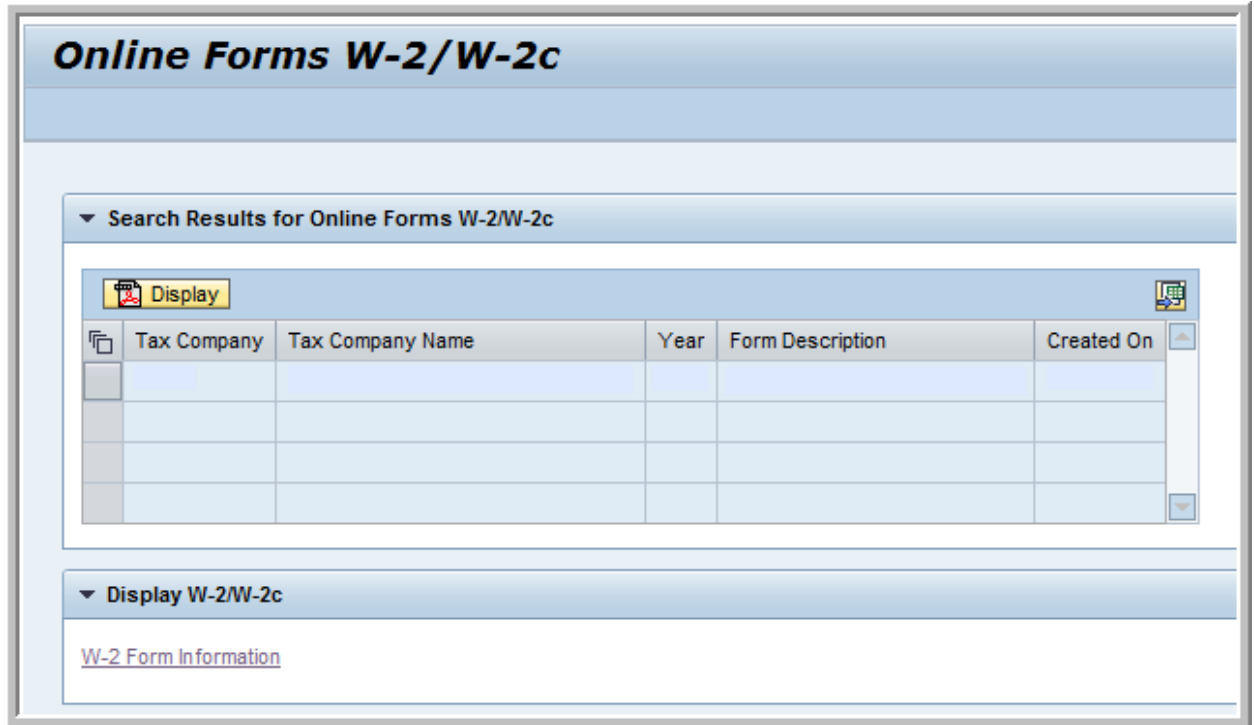 Online Forms W-2/W-2c
Search Results for Online Forms W-2/W-2c
Display
Tax Company Tax Company Name Year Form Description Created On
Display W-2/W-2c
W-2 Form Information